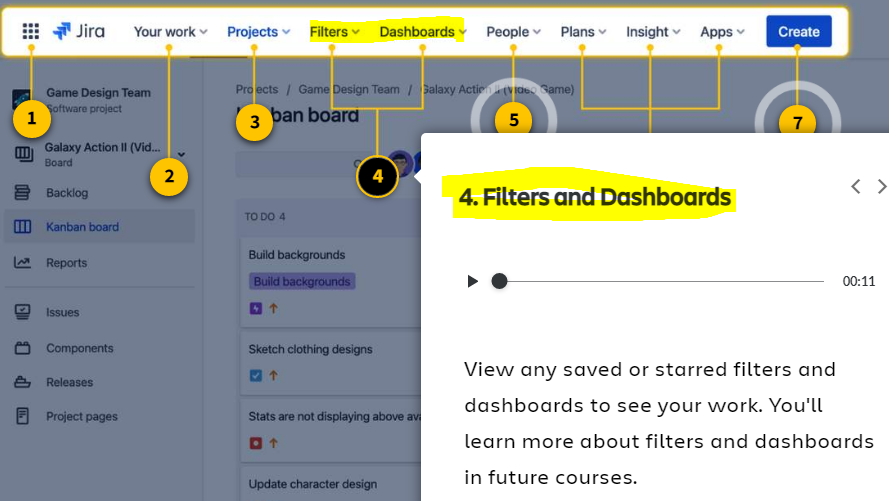 Jira Your work Projects Filters Dashboards People Plans Insight Apps Create
1 2 3 4 5 7
Game Design Team
Software project
Galaxy Action II (Vid...
Board
Backlog
Kanban board
Reports
Issues
Components
Releases
Project pages
Projects / Game Design Team / Galaxy Action II (Video Game)
ban board
TO DO 4
Build backgrounds
Build backgrounds
Sketch clothing designs
Stats are not displaying above
Update character design
4. Filters and Dashboards
00:11
View any saved or starred filters and
dashboards to see your work. You'll
learn more about filters and dashboards
in future courses.